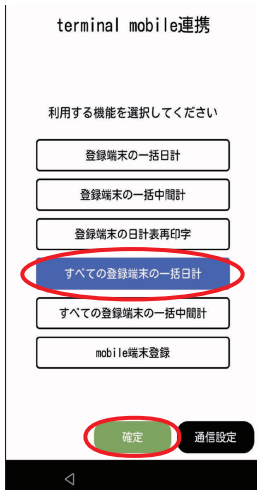 terminal mobile連携
利用する機能を選択してください
登録端末の一括日計
登録端末の一括中間計
登録端末の日計表再印字
すべての登録端末の一括日計
すべての登録端末の一括中間計
mobile端末登録
確定
通信設定